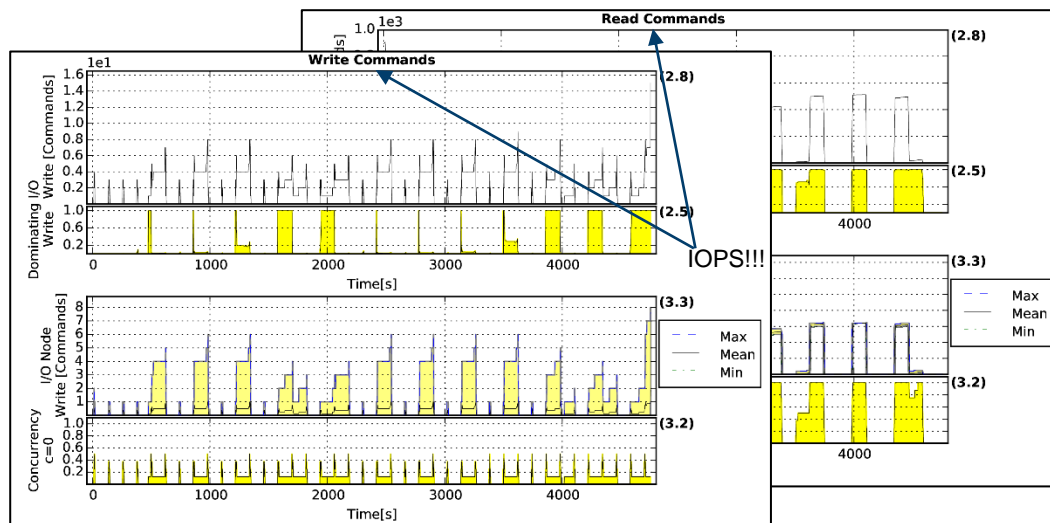 Read Commands
1.0 1e3
(2.8)
Write Commands
1e1
(2.8)
1.6
1.4
1.2
1.0
0.8
0.6
0.4
0.2
Write [Commands]
(2.5)
(2.5)
1.0
0.6
0.2
Dominating I/O
Write
0 1000 2000 3000 4000
Time[s]
4000
IOPS!!!
(3.3)
(3.3)
8
7
6
5
4
3
2
1
I/O Node
Write [Commands]
Max
Mean
Min
Max
Mean
Min
(3.2)
(3.2)
1.0
0.8
0.6
0.4
0.2
Concurrency
c=0
0 1000 2000 3000 4000
Time[s]
4000